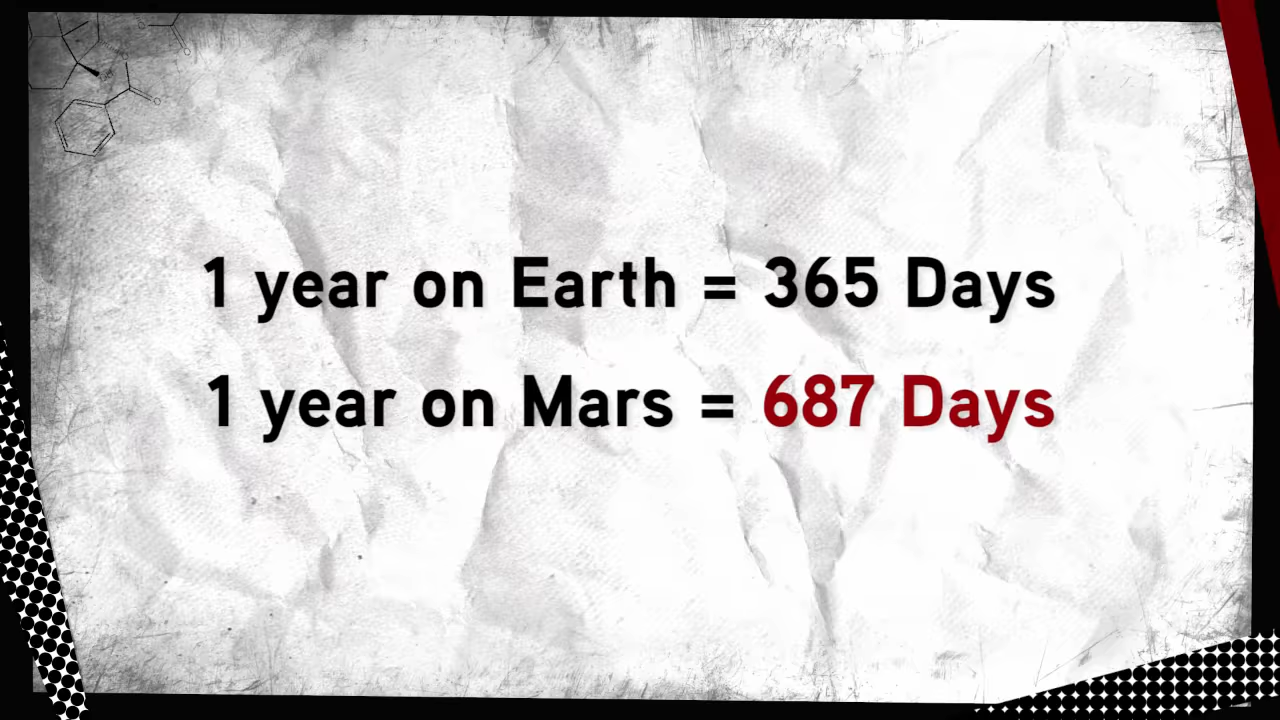 1 year on Earth = 365 Days
1 year on Mars = 687 Days